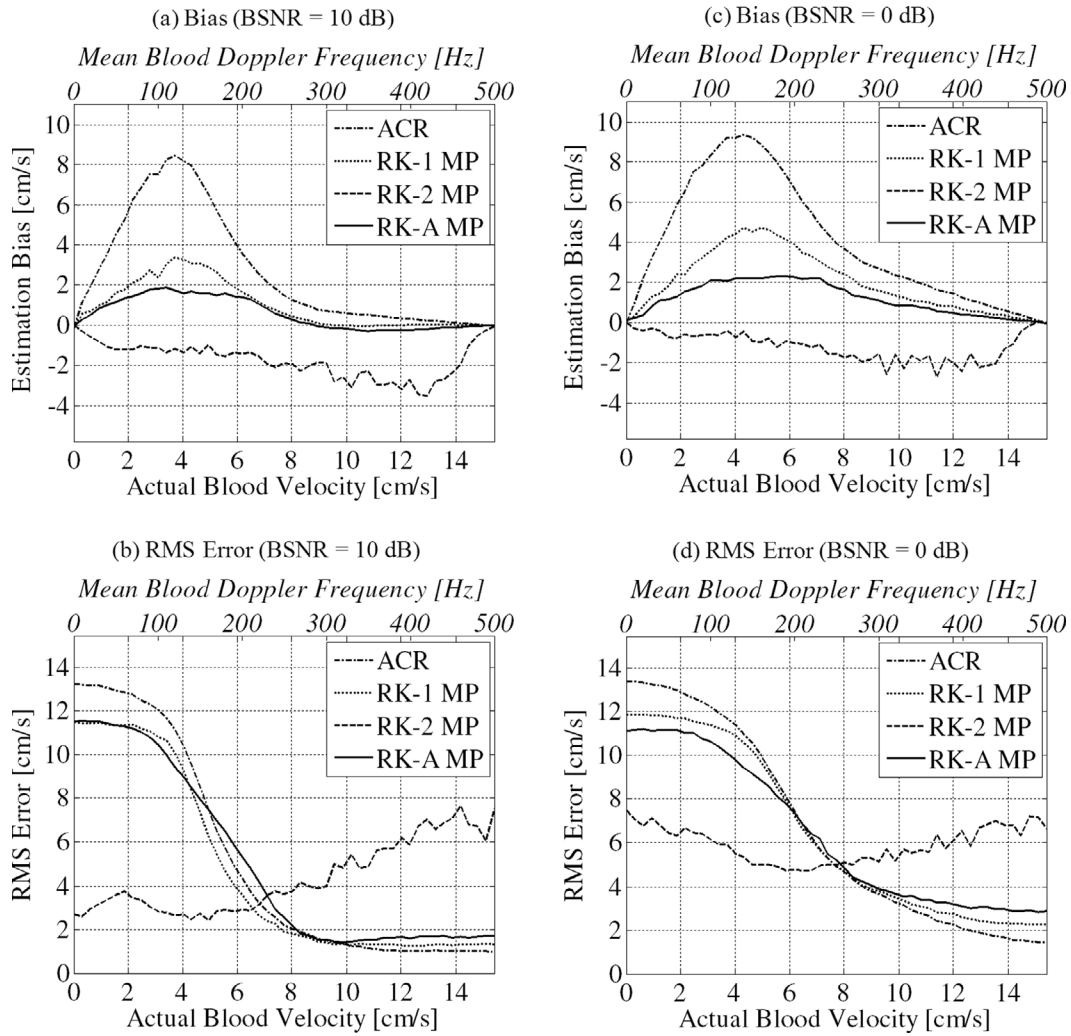 (a) Bias (BSNR = 10 dB)
Mean Blood Doppler Frequency [Hz]
0 100 200 300 400 500
10
8
6
4
2
0
-2
-4
Estimation Bias [cm/s]
ACR
RK-1 MP
RK-2 MP
RK-A MP
0 2 4 6 8 10 12 14
Actual Blood Velocity [cm/s]
(c) Bias (BSNR = 0 dB)
Mean Blood Doppler Frequency [Hz]
0 100 200 300 400 500
10
8
6
4
2
0
-2
-4
Estimation Bias [cm/s]
ACR
RK-1 MP
RK-2 MP
RK-A MP
0 2 4 6 8 10 12 14
Actual Blood Velocity [cm/s]
(b) RMS Error (BSNR = 10 dB)
Mean Blood Doppler Frequency [Hz]
0 100 200 300 400 500
14
12
10
8
6
4
2
0
RMS Error [cm/s]
ACR
RK-1 MP
RK-2 MP
RK-A MP
0 2 4 6 8 10 12 14
Actual Blood Velocity [cm/s]
(d) RMS Error (BSNR = 0 dB)
Mean Blood Doppler Frequency [Hz]
0 100 200 300 400 500
14
12
10
8
6
4
2
0
RMS Error [cm/s]
ACR
RK-1 MP
RK-2 MP
RK-A MP
0 2 4 6 8 10 12 14
Actual Blood Velocity [cm/s]